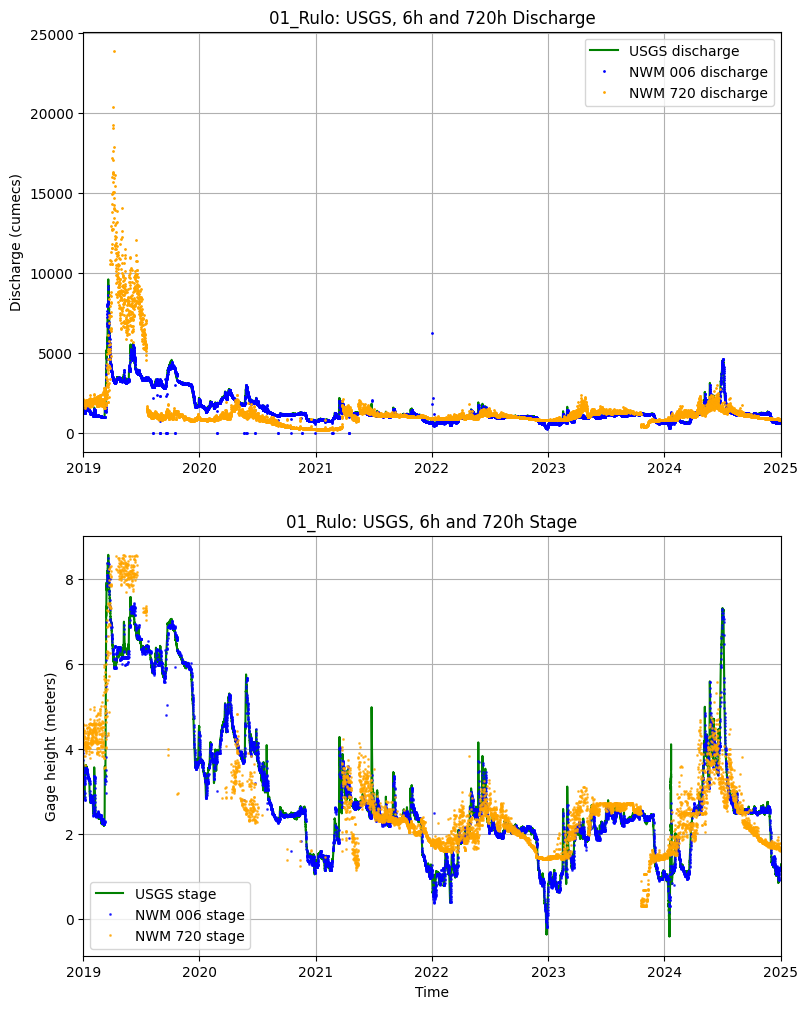 01_Rulo: USGS, 6h and 720h Discharge
25000
20000
15000
10000
5000
0
Discharge (cumecs)
USGS discharge
NWM 006 discharge
NWM 720 discharge
2019 2020 2021 2022 2023 2024 2025
01_Rulo: USGS, 6h and 720h Stage
8
6
4
2
0
Gage height (meters)
USGS stage
NWM 006 stage
NWM 720 stage
2019 2020 2021 2022 2023 2024 2025
Time